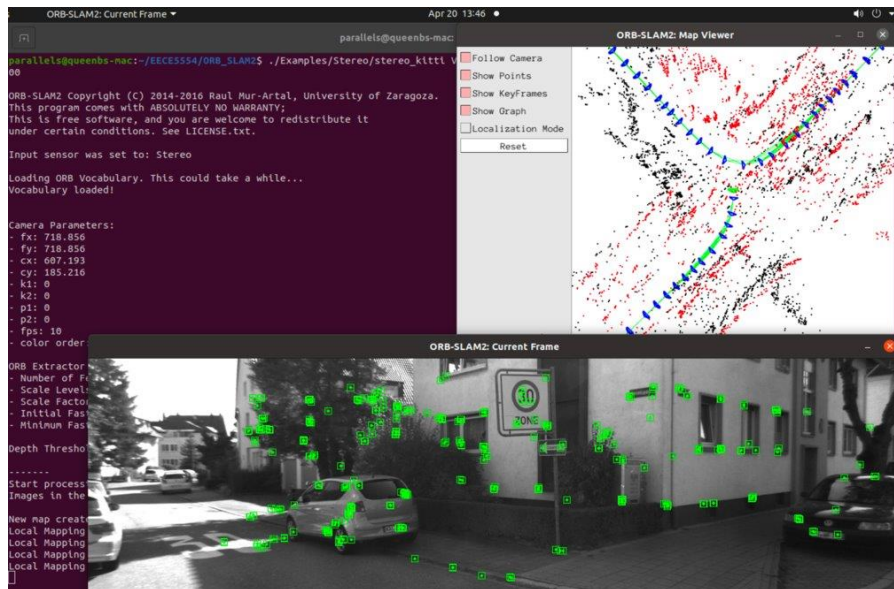 ORB-SLAM2: Current Frame
Apr 20 13:46
parallels@queenbs-mac:
parallels@queenbs-mac:~/EECE5554/ORB_SLAM2$ ./Examples/Stereo/stereo_kitti V
00
ORB-SLAM2 Copyright (C) 2014-2016 Raul Mur-Artal, University of Zaragoza.
This program comes with ABSOLUTELY NO WARRANTY;
This is free software, and you are welcome to redistribute it
under certain conditions. See LICENSE.txt.
Input sensor was set to: Stereo
Loading ORB Vocabulary. This could take a while...
Vocabulary loaded!
Camera Parameters:
- fx: 718.856
- fy: 718.856
- cx: 607.193
- cy: 185.216
- k1: 0
- k2: 0
- p1: 0
- p2: 0
- fps: 10
- color order:
ORB Extractor
- Number of Fe
- Scale Levels
- Scale Facto
- Initial Fas
- Minimum Fas
Depth Thresho
-------
Start process
Images in the
New map creat
Local Mapping
Local Mapping
Local Mapping
Local Mapping
ORB-SLAM2: Map Viewer
Follow Camera
Show Points
Show KeyFrames
Show Graph
Localization Mode
Reset
ORB-SLAM2: Current Frame
30
ZONE